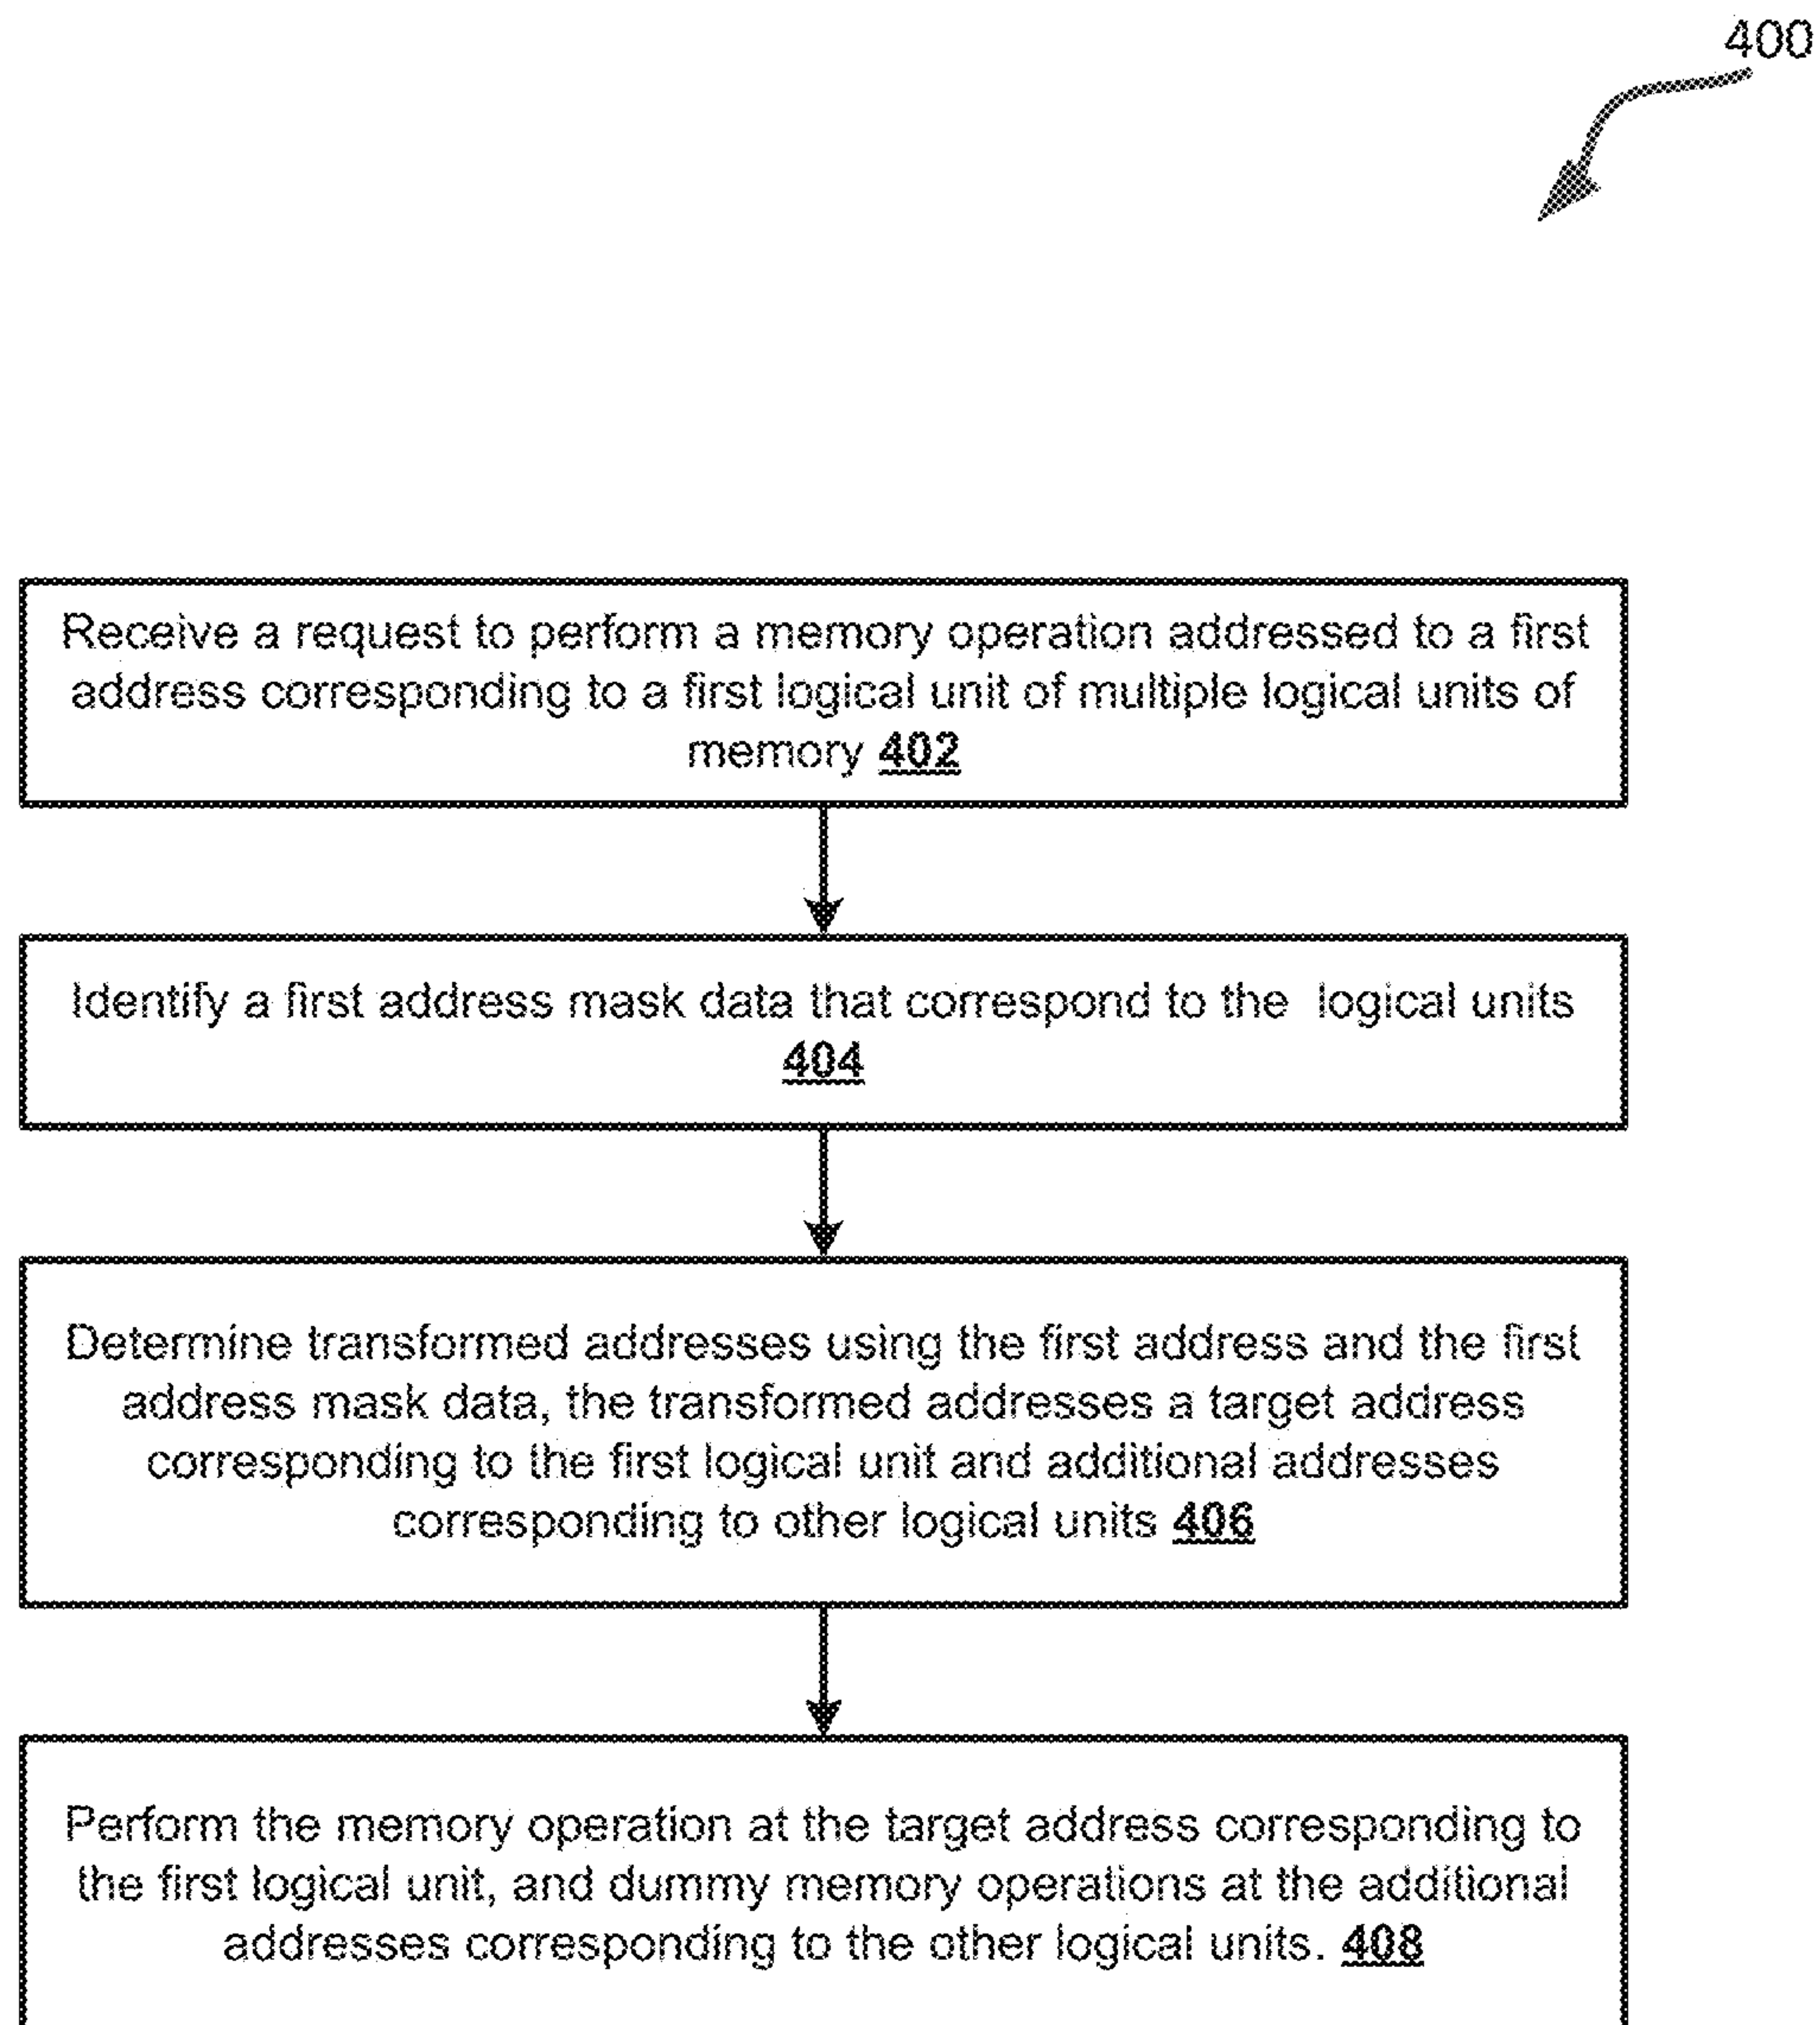 400
Receive a request to perform a memory operation addressed to a first
address corresponding to a first logical unit of multiple logical units of
memory 402
Identify a first address mask data that correspond to the logical units
404
Determine transformed addresses using the first address and the first
address mask data, the transformed addresses a target address
corresponding to the first logical unit and additional addresses
corresponding to other logical units 406
Perform the memory operation at the target address corresponding to
the first logical unit, and dummy memory operations at the additional
addresses corresponding to the other logical units. 408